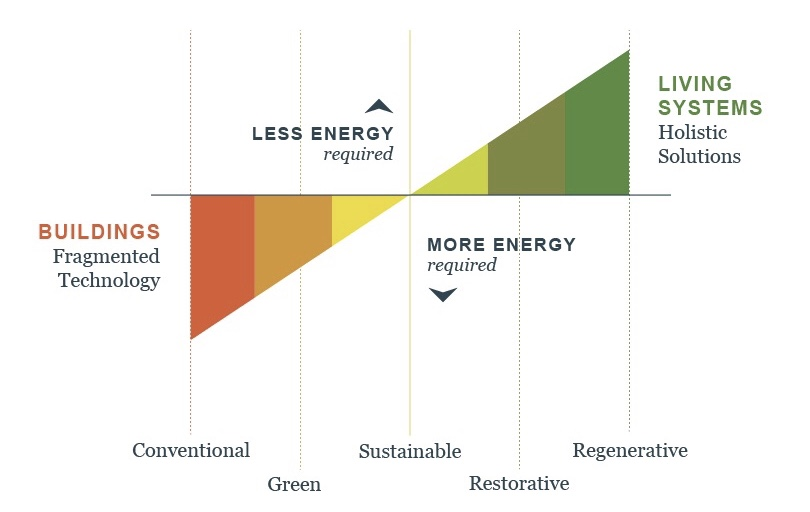 LIVING
SYSTEMS
Holistic
Solutions
LESS ENERGY
required
BUILDINGS
Fragmented
Technology
MORE ENERGY
required
Conventional
Sustainable
Regenerative
Green
Restorative